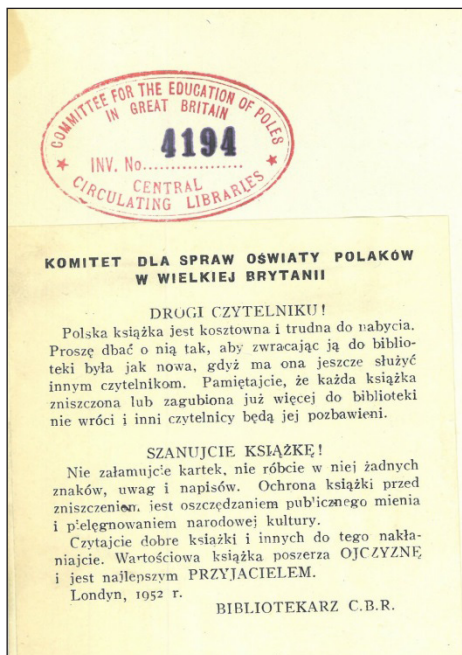 COMMITTEE FOR THE EDUCATION OF POLES
IN GREAT BRITAIN
4194
INV. No..................
CENTRAL
CIRCULATING LIBRARIES
KOMITET DLA SPRAW OŚWIATY POLAKÓW
W WIELKIEJ BRYTANII
DROGI CZYTELNIKU!
Polska książka jest kosztowna i trudna do nabycia.
Proszę dbać o nią tak, aby zwracając ją do biblio-
teki była jak nowa, gdyż ma ona jeszcze służyć
innym czytelnikom. Pamiętajcie, że każda książka
zniszczona lub zagubiona już więcej do biblioteki
nie wróci i inni czytelnicy będą jej pozbawieni.
SZANUJCIE KSIĄŻKĘ!
Nie załamujcie kartek, nie róbcie w niej żadnych
znaków, uwag i napisów. Ochrona książki przed
zniszczeniem, jest oszczędzaniem publicznego mienia
i pielęgnowaniem narodowej kultury.
Czytajcie dobre książki i innych do tego nakła-
niajcie. Wartościowa książka poszerza OJCZYZNĘ
i jest najlepszym PRZYJACIELEM.
Londyn, 1952 r.
BIBLIOTEKARZ C.B.R.